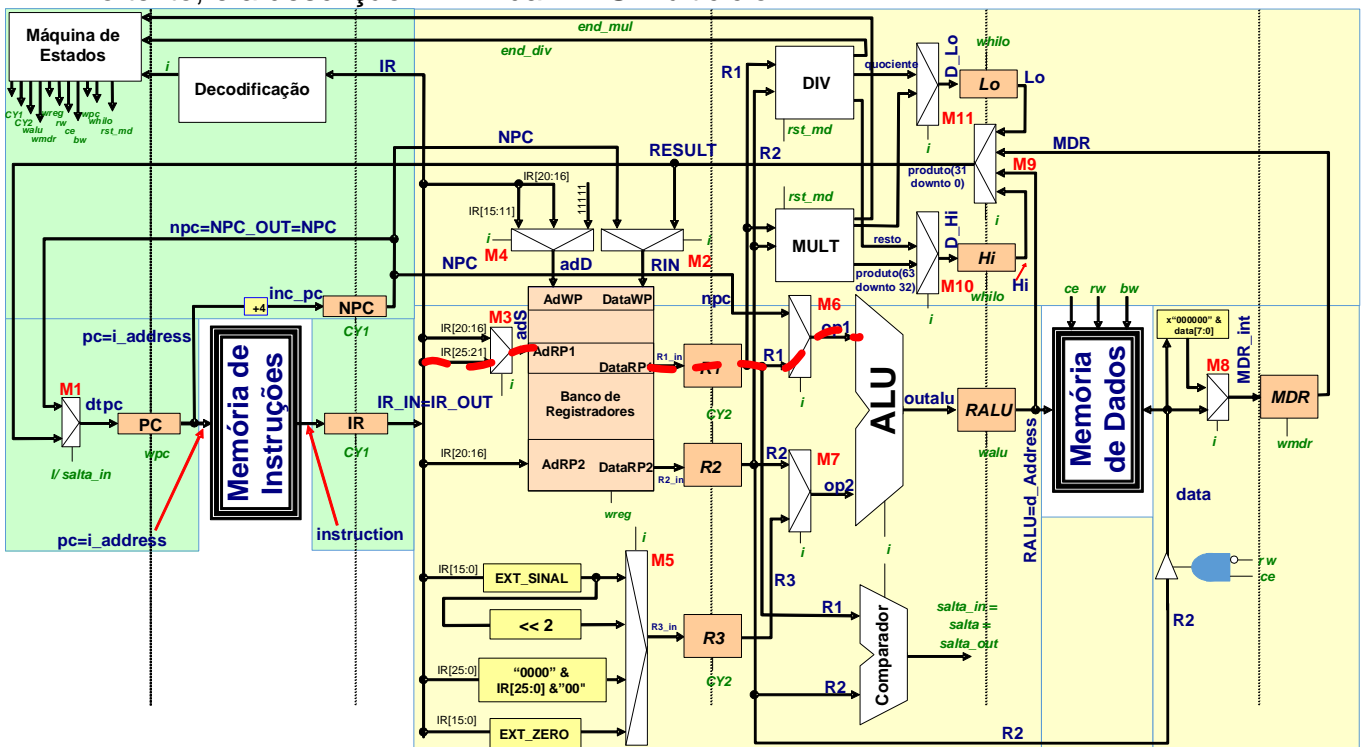 Máquina de
Estados
CY1
CY2
walu
wmdr
wreg
rw
ce
bw
wpc
whilo
rst_md
i
Decodificação
IR
end_mul
end_div
NPC
RESULT
IR[20:16]
IR[15:11]
11111
i
M4
M2
i
adD
RIN
npc=NPC_OUT=NPC
NPC
inc_pc
+4
NPC
CY1
pc=i_address
M1
dtpc
PC
wpc
I/ salta_in
Memória de
Instruções
IR
CY1
IR_IN=IR_OUT
pc=i_address
instruction
M3
adS
IR[20:16]
IR[25:21]
i
AdWP
DataWP
AdRP1
DataRP1
Banco de
Registradores
IR[20:16]
AdRP2
DataRP2
wreg
R1_in
R1
CY2
R2_in
R2
IR[15:0]
EXT_SINAL
<< 2
IR[25:0]
“0000” &
IR[25:0] &"00"
IR[15:0]
EXT_ZERO
i
M5
R3_in
R3
CY2
R1
R2
DIV
rst_md
rst_md
MULT
quociente
resto
produto(63
downto 32)
produto(31
downto 0)
D_Lo
M11
i
whilo
Lo
Lo
D_Hi
M10
i
Hi
whilo
Hi
M9
i
MDR
npc
M6
op1
R1
i
R2
M7
op2
i
R3
ALU
i
outalu
RALU
walu
RALU=d_Address
R1
R2
Comparador
salta_in =
salta =
salta_out
ce
rw
bw
Memória
de Dados
x“000000” &
data[7:0]
M8
i
MDR_int
MDR
wmdr
data
rw
ce
R2
R2